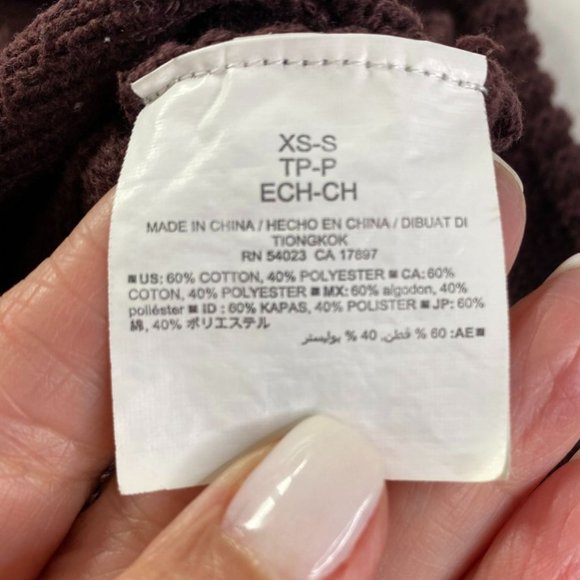 XS-S
TP-P
ECH-CH
MADE IN CHINA / HECHO EN CHINA / DIBUAT DI
TIONGKOK
RN 54023 CA 17897
■ US: 60% COTTON, 40% POLYESTER ■ CA: 60%
COTON, 40% POLYESTER ■ MX: 60% algodon, 40%
poliéster ■ ID : 60% KAPAS, 40% POLISTER ■ JP: 60%
綿, 40% ポリエステル
■AE: 60 % قطن, 40 % بوليستر